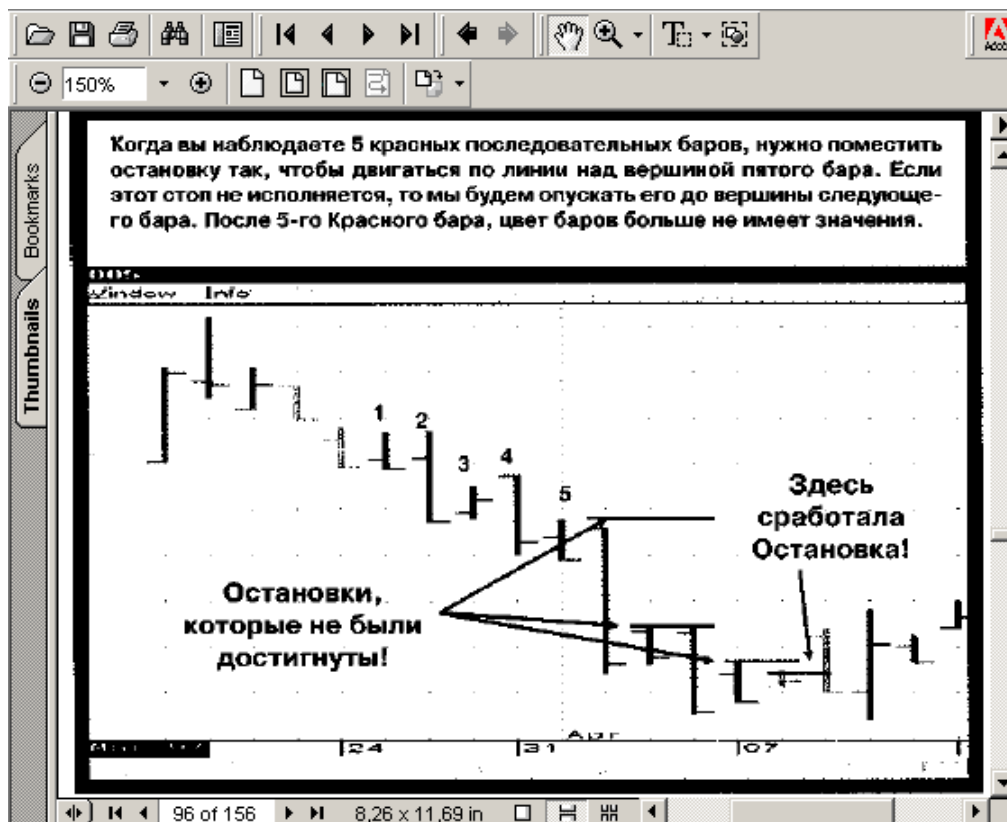 150%
Bookmarks
Thumbnails
Когда вы наблюдаете 5 красных последовательных баров, нужно поместить
остановку так, чтобы двигаться по линии над вершиной пятого бара. Если
этот стоп не исполняется, то мы будем опускать его до вершины следующе-
го бара. После 5-го Красного бара, цвет баров больше не имеет значения.
Window Info
1
2
3
4
5
Здесь
сработала
Остановка!
Остановки,
которые не были
достигнуты!
Apr
24
31
07
96 of 156
8,26 x 11,69 in